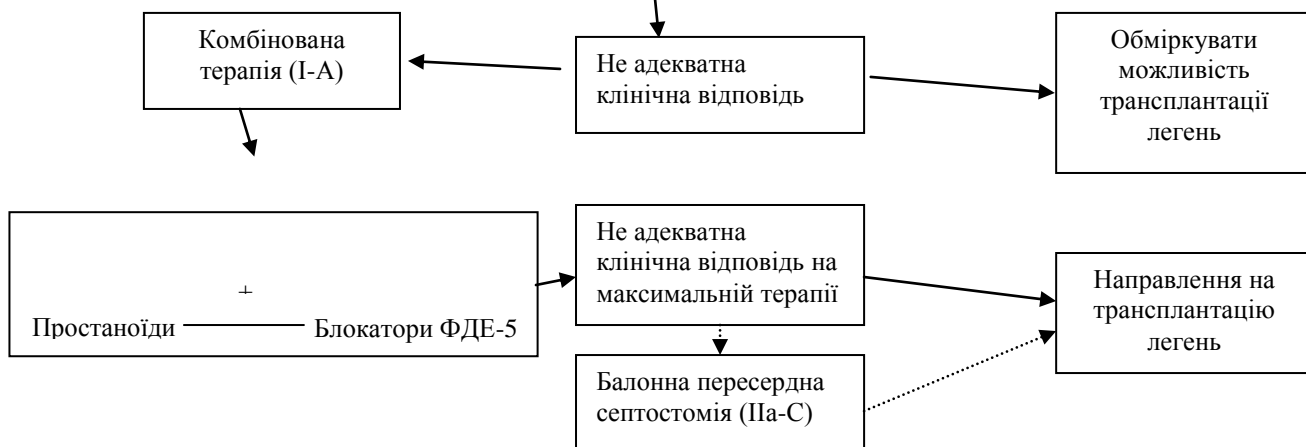 Комбінована
терапія (I-A)
Не адекватна
клінічна відповідь
Обміркувати
можливість
трансплантації
легень
+
Простаноїди
Блокатори ФДЕ-5
Не адекватна
клінічна відповідь на
максимальній терапії
Направлення на
трансплантацію
легень
Балонна пересердна
септостомія (IIa-C)